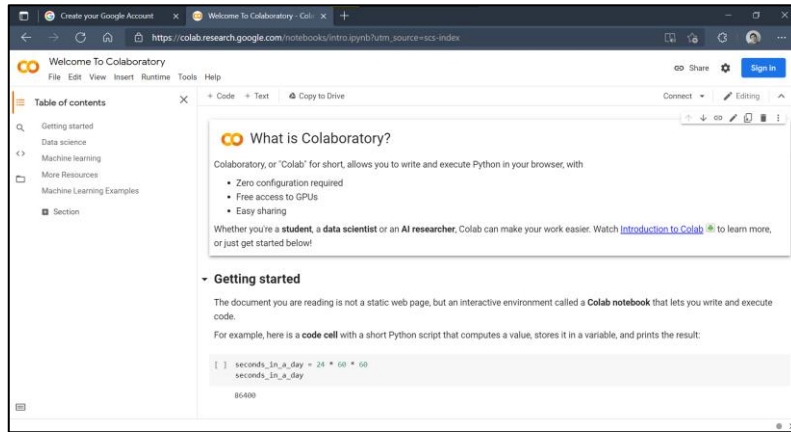 Create your Google Account
Welcome To Colaboratory - Col
https://colab.research.google.com/notebooks/intro.ipynb?utm_source=scs-index
Welcome To Colaboratory
File Edit View Insert Runtime Tools Help
Share
Sign In
Table of contents
Getting started
Data science
Machine learning
More Resources
Machine Learning Examples
Section
+ Code + Text Copy to Drive
Connect Editing
What is Colaboratory?
Colaboratory, or "Colab" for short, allows you to write and execute Python in your browser, with
• Zero configuration required
• Free access to GPUs
• Easy sharing
Whether you're a student, a data scientist or an AI researcher, Colab can make your work easier. Watch Introduction to Colab to learn more,
or just get started below!
Getting started
The document you are reading is not a static web page, but an interactive environment called a Colab notebook that lets you write and execute
code.
For example, here is a code cell with a short Python script that computes a value, stores it in a variable, and prints the result:
[ ] seconds_in_a_day = 24 * 60 * 60
seconds_in_a_day
86400